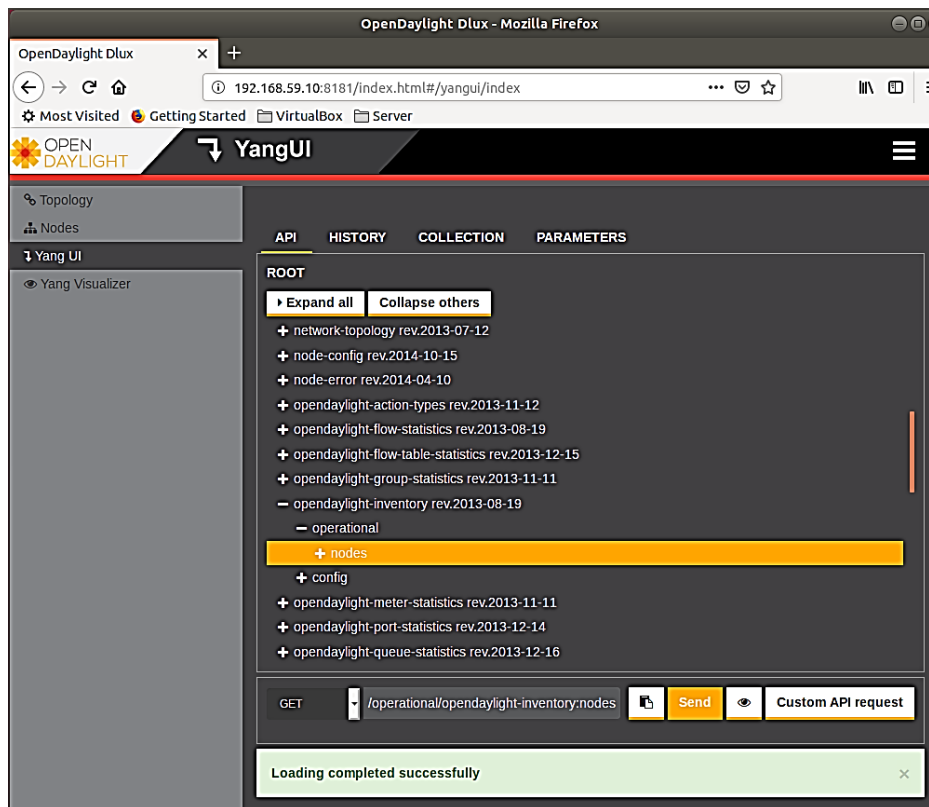 OpenDaylight Dlux - Mozilla Firefox
OpenDaylight Dlux
192.168.59.10:8181/index.html#/yangui/index
Most Visited Getting Started VirtualBox Server
OPEN DAYLIGHT
YangUI
Topology
Nodes
Yang UI
Yang Visualizer
API HISTORY COLLECTION PARAMETERS
ROOT
Expand all Collapse others
network-topology rev.2013-07-12
node-config rev.2014-10-15
node-error rev.2014-04-10
opendaylight-action-types rev.2013-11-12
opendaylight-flow-statistics rev.2013-08-19
opendaylight-flow-table-statistics rev.2013-12-15
opendaylight-group-statistics rev.2013-11-11
opendaylight-inventory rev.2013-08-19
operational
nodes
config
opendaylight-meter-statistics rev.2013-11-11
opendaylight-port-statistics rev.2013-12-14
opendaylight-queue-statistics rev.2013-12-16
GET /operational/opendaylight-inventory:nodes Send Custom API request
Loading completed successfully